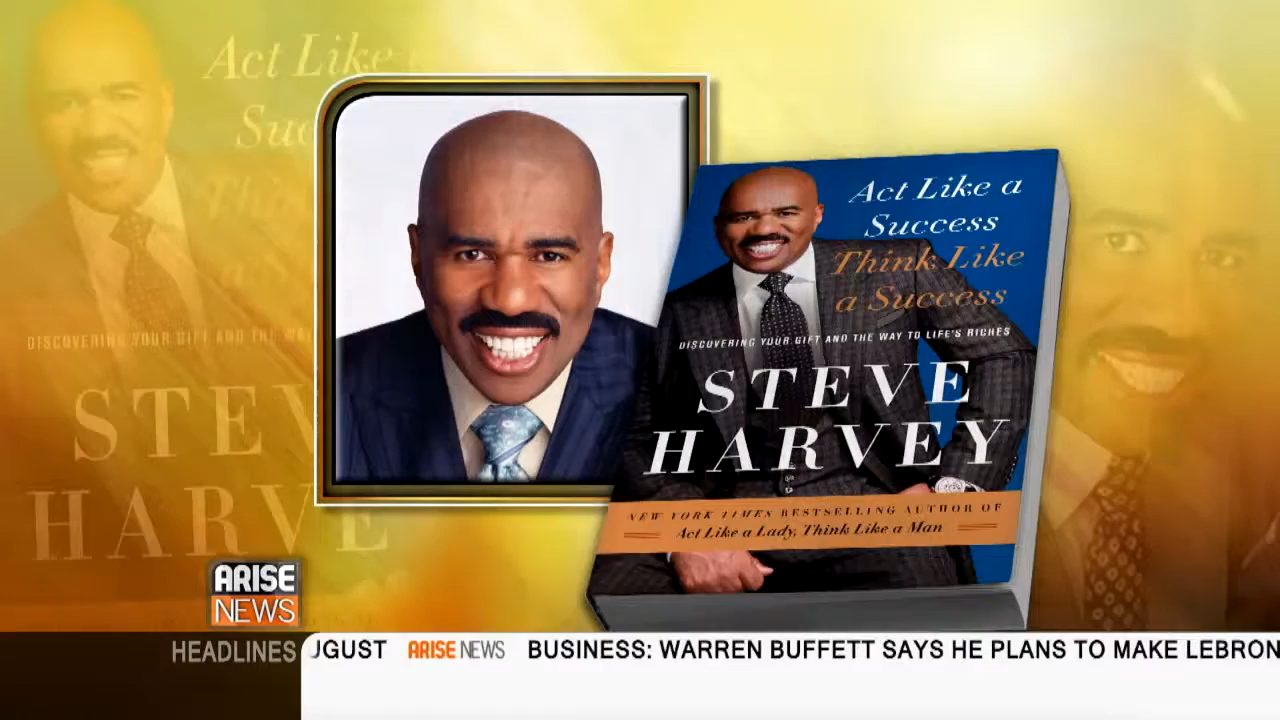 Act Like
Suc
DISCOVERING YOUR GIFT AND THE WA
STEV
HARVE
Act Like a
Success
Think Like
a Success
DISCOVERING YOUR GIFT AND THE WAY TO LIFE'S RICHES
STEVE
HARVEY
NEW YORK TIMES BESTSELLING AUTHOR OF
Act Like a Lady, Think Like a Man
ARISE
NEWS
HEADLINES UGUST ARISE NEWS BUSINESS: WARREN BUFFETT SAYS HE PLANS TO MAKE LEBRON